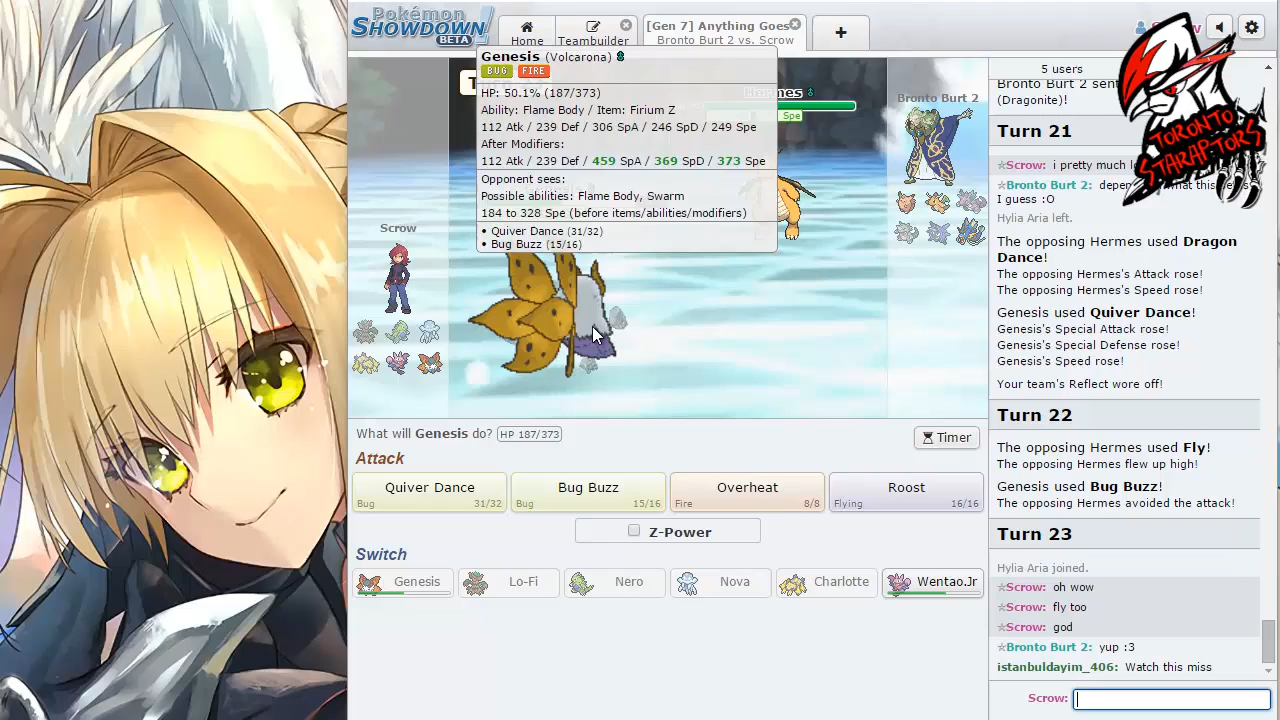 Pokémon
SHOWDOWN!
BETA
Home
Teambuilder
[Gen 7] Anything Goes
Bronto Burt 2 vs. Scrow
+
Genesis (Volcarona)
BUG FIRE
HP: 50.1% (187/373)
Ability: Flame Body / Item: Firium Z
112 Atk / 239 Def / 306 SpA / 246 SpD / 249 Spe
After Modifiers:
112 Atk / 239 Def / 459 SpA / 369 SpD / 373 Spe
Opponent sees:
Possible abilities: Flame Body, Swarm
184 to 328 Spe (before items/abilities/modifiers)
• Quiver Dance (31/32)
• Bug Buzz (15/16)
Spe
Scrow
Bronto Burt 2
What will Genesis do? HP 187/373
Timer
Attack
Quiver Dance
Bug 31/32
Bug Buzz
Bug 15/16
Overheat
Fire 8/8
Roost
Flying 16/16
Z-Power
Switch
Genesis
Lo-Fi
Nero
Nova
Charlotte
Wentao.Jr
5 users
Bronto Burt 2 sent
(Dragonite)!
Turn 21
☆Scrow: i pretty much
☆Bronto Burt 2:
I guess :O
Hylia Aria left.
The opposing Hermes used Dragon
Dance!
The opposing Hermes's Attack rose!
The opposing Hermes's Speed rose!
Genesis used Quiver Dance!
Genesis's Special Attack rose!
Genesis's Special Defense rose!
Genesis's Speed rose!
Your team's Reflect wore off!
Turn 22
The opposing Hermes used Fly!
The opposing Hermes flew up high!
Genesis used Bug Buzz!
The opposing Hermes avoided the attack!
Turn 23
Hylia Aria joined.
☆Scrow: oh wow
☆Scrow: fly too
☆Scrow: god
☆Bronto Burt 2: yup :3
istanbuldayim_406: Watch this miss
Scrow:
TORONTO
STARAPTORS